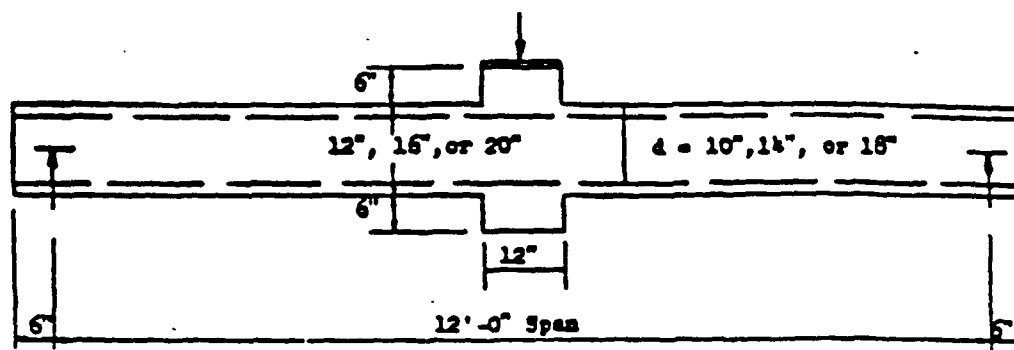 6"
12", 16", or 20"
d = 10", 14", or 18"
6"
12"
6"
12'-0" Span
6"